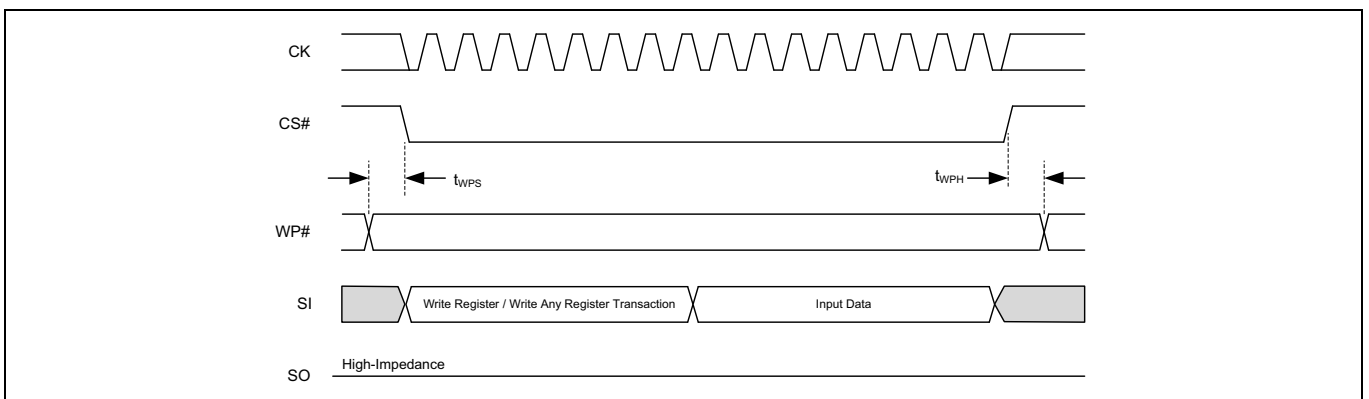 CK
CS#
tWPS
tWPH
WP#
SI
Write Register / Write Any Register Transaction
Input Data
High-Impedance
SO